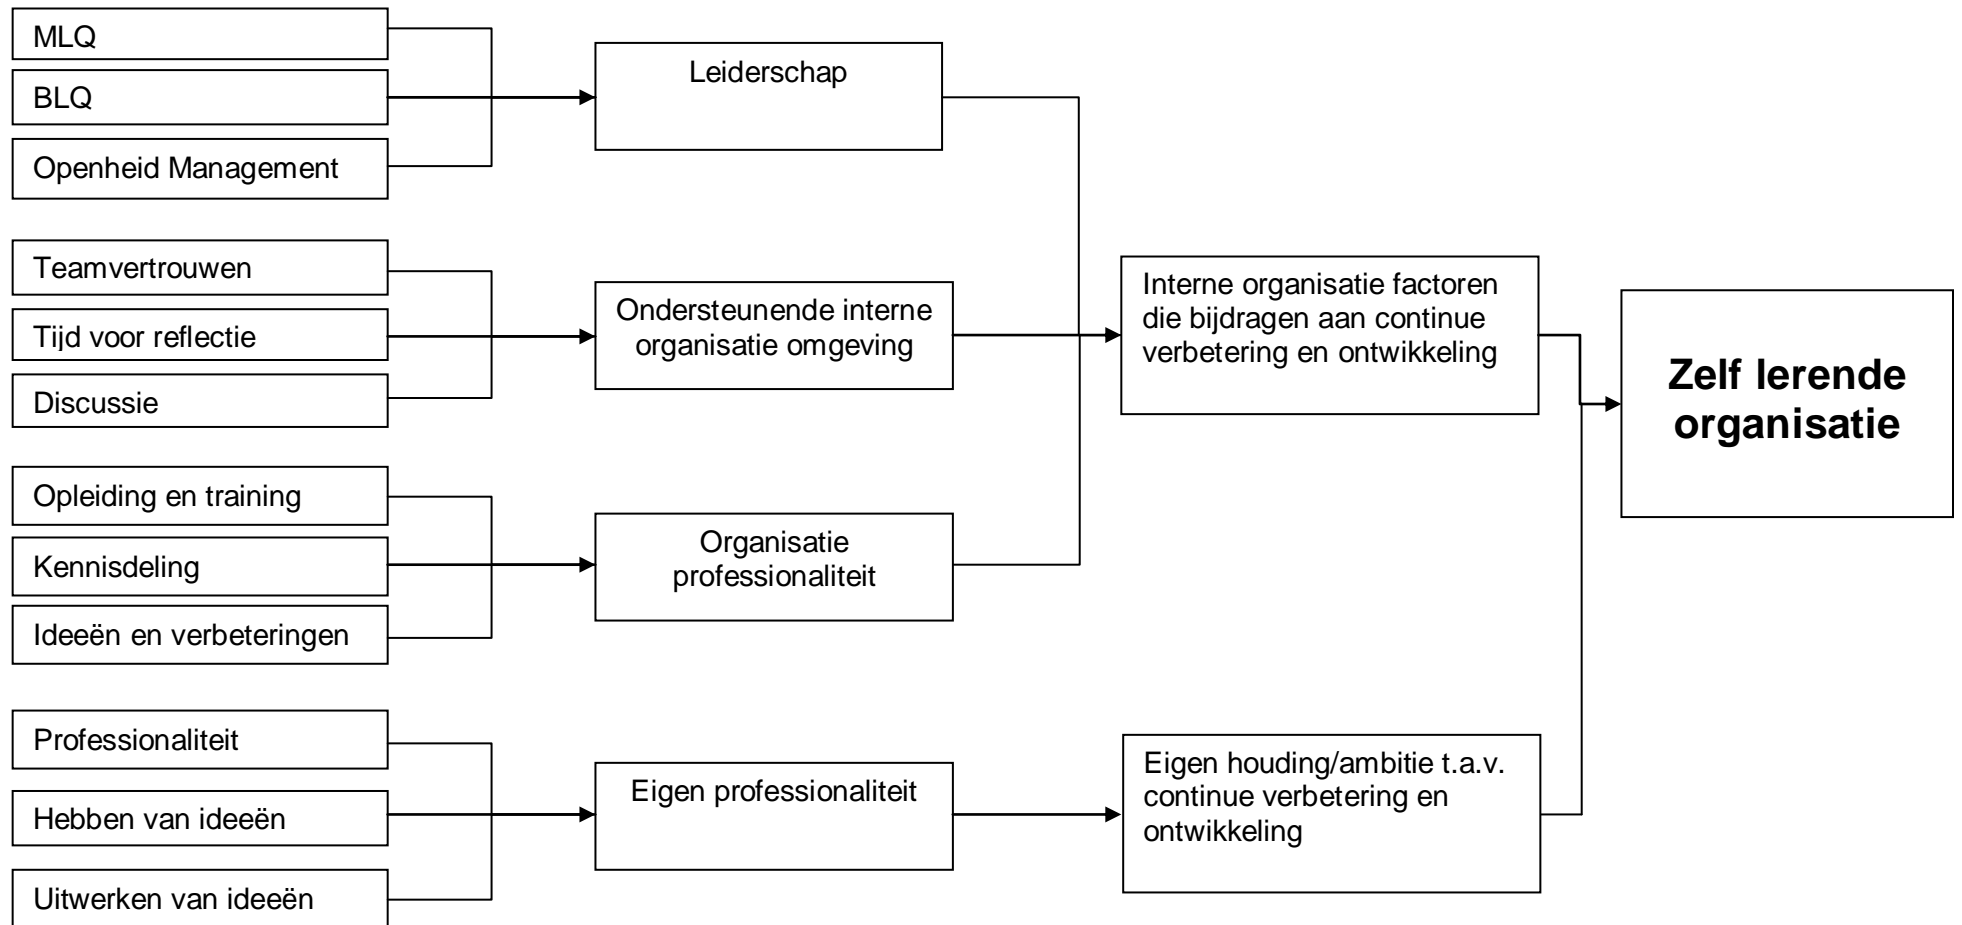 MLQ
BLQ
Openheid Management
Leiderschap
Teamvertrouwen
Tijd voor reflectie
Discussie
Ondersteunende interne
organisatie omgeving
Opleiding en training
Kennisdeling
Ideeën en verbeteringen
Organisatie
professionaliteit
Interne organisatie factoren
die bijdragen aan continue
verbetering en ontwikkeling
Professionaliteit
Hebben van ideeën
Uitwerken van ideeën
Eigen professionaliteit
Eigen houding/ambitie t.a.v.
continue verbetering en
ontwikkeling
Zelf lerende
organisatie